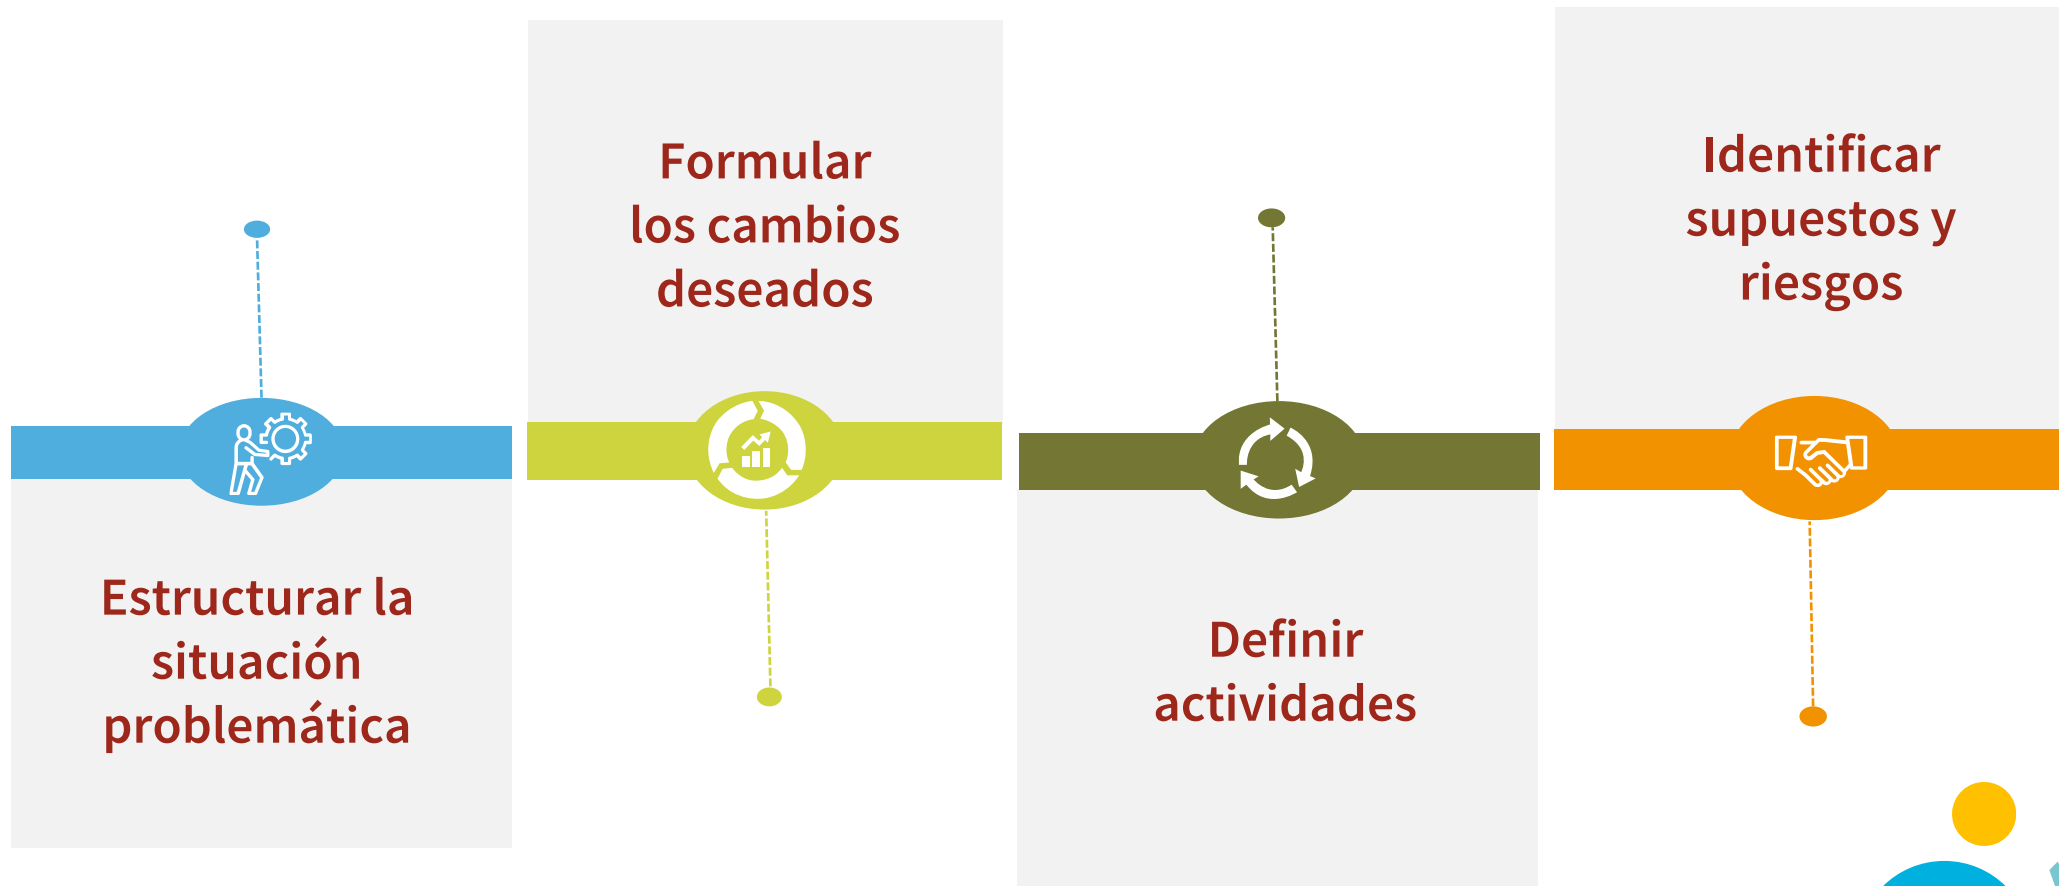 Estructurar la
situación
problemática
Formular
los cambios
deseados
Definir
actividades
Identificar
supuestos y
riesgos